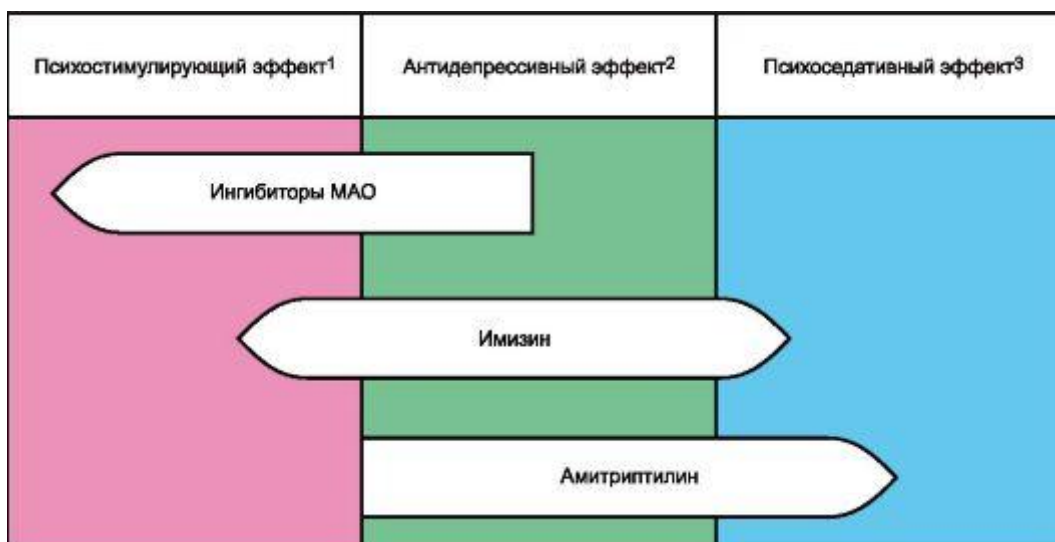 Психостимулирующий эффект1
Антидепрессивный эффект2
Психоседативный эффект3
Ингибиторы МАО
Имизин
Амитриптилин